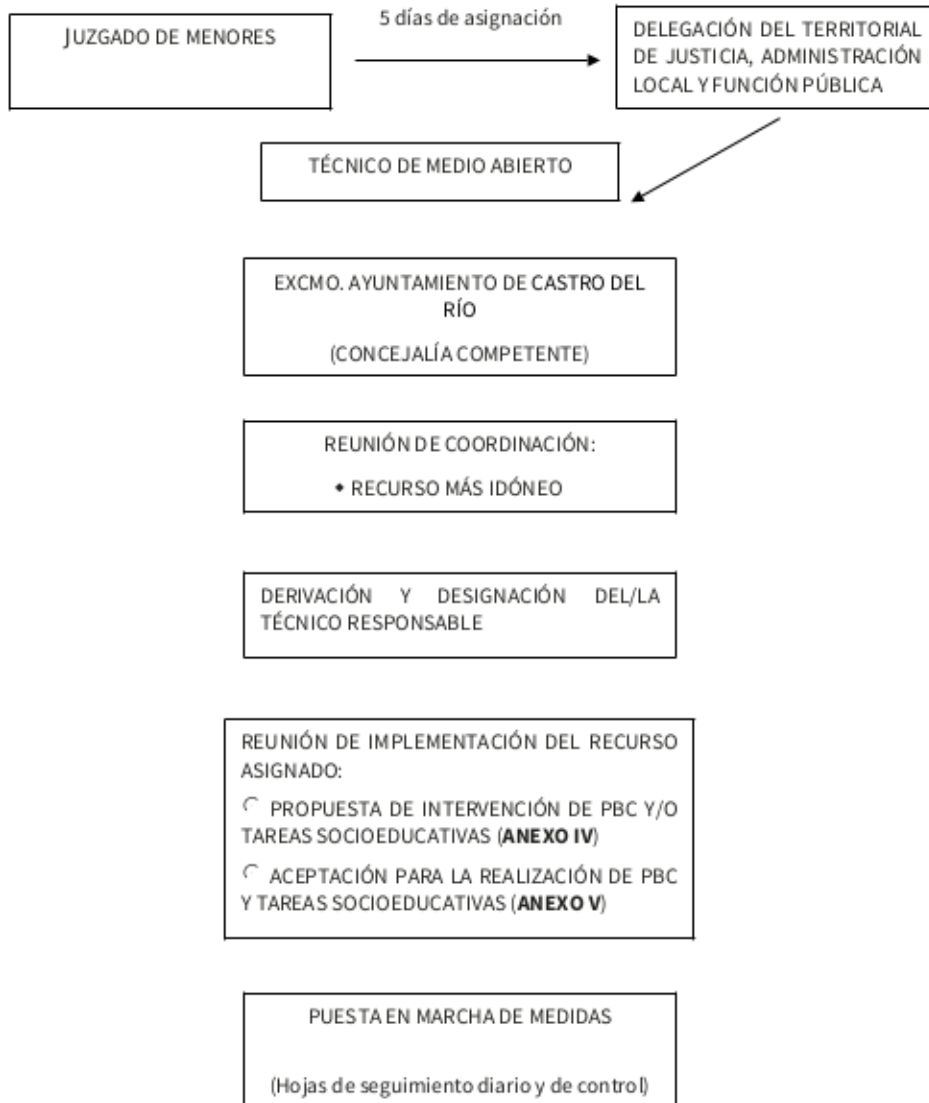 JUZGADO DE MENORES
5 días de asignación
DELEGACIÓN DEL TERRITORIAL
DE JUSTICIA, ADMINISTRACIÓN
LOCAL Y FUNCIÓN PÚBLICA
TÉCNICO DE MEDIO ABIERTO
EXCMO. AYUNTAMIENTO DE CASTRO DEL
RÍO
(CONCEJALÍA COMPETENTE)
REUNIÓN DE COORDINACIÓN:
• RECURSO MÁS IDÓNEO
DERIVACIÓN Y DESIGNACIÓN DEL/LA
TÉCNICO RESPONSABLE
REUNIÓN DE IMPLEMENTACIÓN DEL RECURSO
ASIGNADO:
PROPUESTA DE INTERVENCIÓN DE PBC Y/O
TAREAS SOCIOEDUCATIVAS (ANEXO IV)
ACEPTACIÓN PARA LA REALIZACIÓN DE PBC
Y TAREAS SOCIOEDUCATIVAS (ANEXO V)
PUESTA EN MARCHA DE MEDIDAS
(Hojas de seguimiento diario y de control)